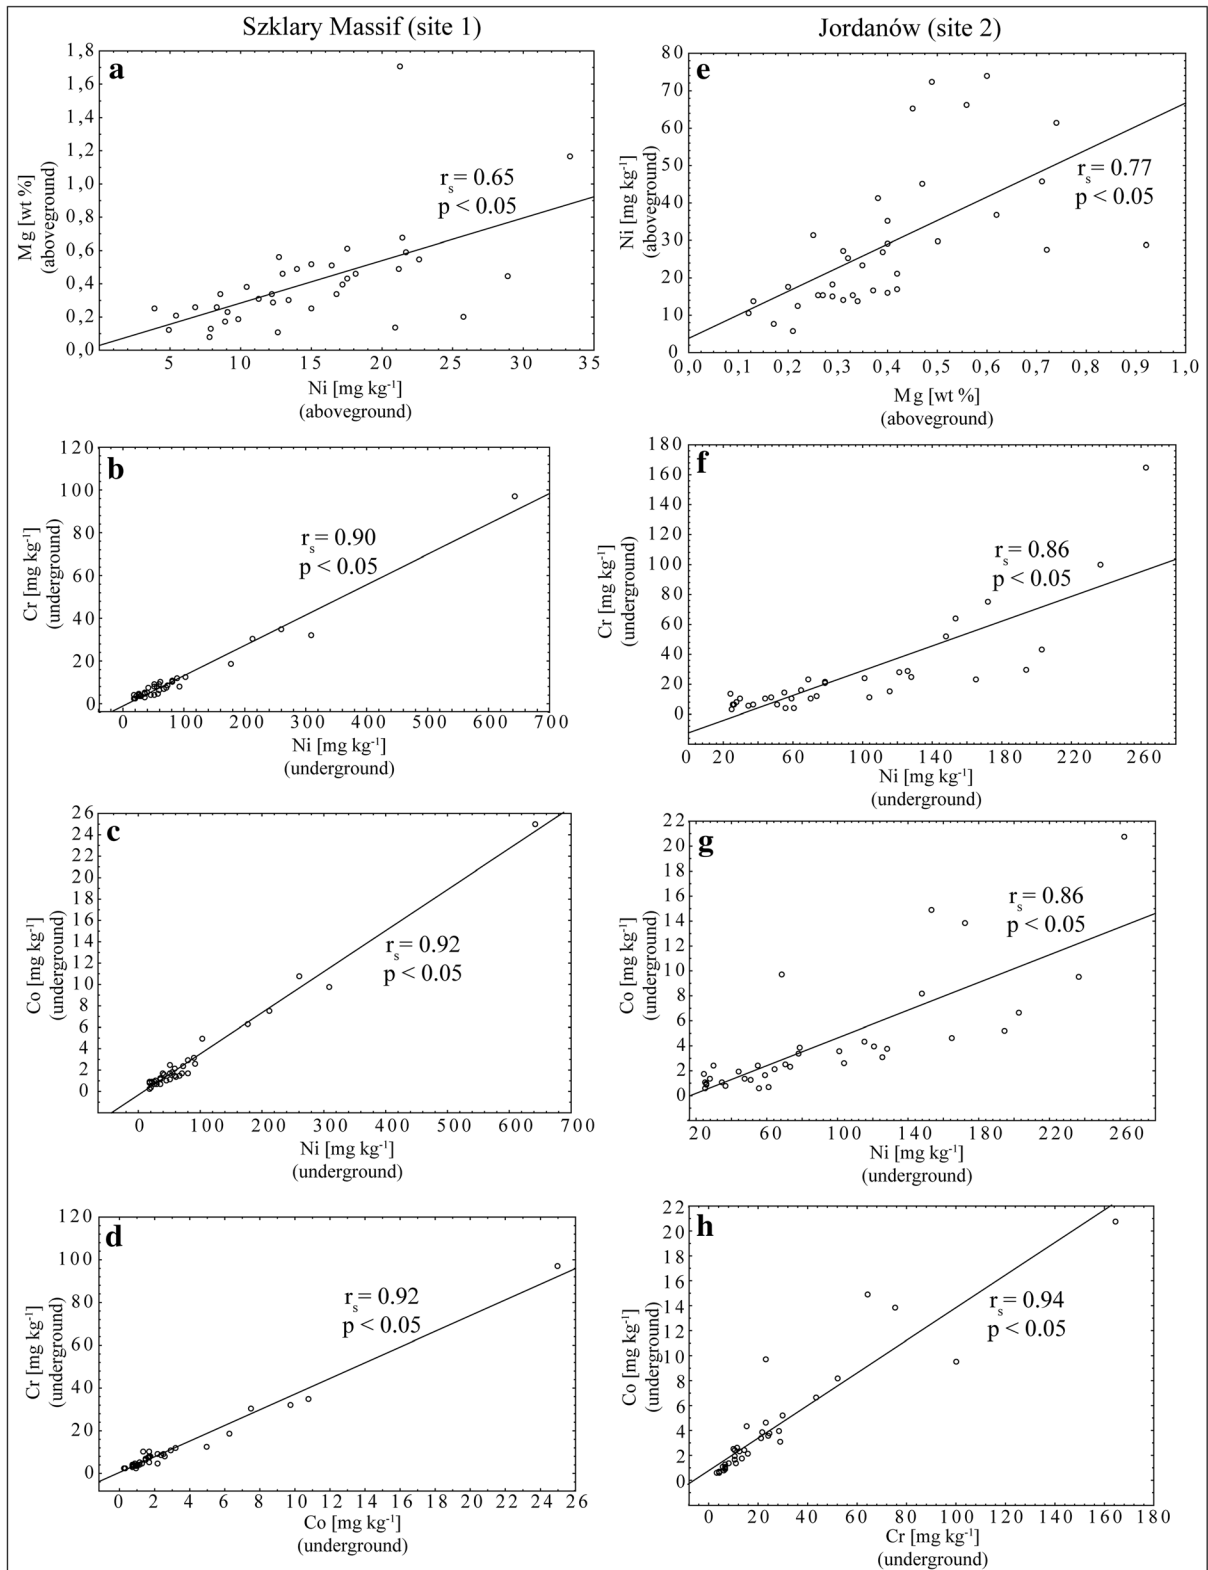 Szklary Massif (site 1)
Jordanów (site 2)
a
1,8
1,6
1,4
1,2
1,0
0,8
0,6
0,4
0,2
0,0
Mg [wt %]
(aboveground)
rs = 0.65
p < 0.05
5 10 15 20 25 30 35
Ni [mg kg-1]
(aboveground)
e
80
70
60
50
40
30
20
10
0
Ni [mg kg-1]
(aboveground)
rs = 0.77
p < 0.05
0,0 0,1 0,2 0,3 0,4 0,5 0,6 0,7 0,8 0,9 1,0
Mg [wt %]
(aboveground)
b
120
100
80
60
40
20
0
Cr [mg kg-1]
(underground)
rs = 0.90
p < 0.05
0 100 200 300 400 500 600 700
Ni [mg kg-1]
(underground)
f
180
160
140
120
100
80
60
40
20
0
Cr [mg kg-1]
(underground)
rs = 0.86
p < 0.05
0 20 60 100 140 180 220 260
Ni [mg kg-1]
(underground)
c
26
24
22
20
18
16
14
12
10
8
6
4
2
0
Co [mg kg-1]
(underground)
rs = 0.92
p < 0.05
0 100 200 300 400 500 600 700
Ni [mg kg-1]
(underground)
g
22
20
18
16
14
12
10
8
6
4
2
0
Co [mg kg-1]
(underground)
rs = 0.86
p < 0.05
20 60 100 140 180 220 260
Ni [mg kg-1]
(underground)
d
120
100
80
60
40
20
0
Cr [mg kg-1]
(underground)
rs = 0.92
p < 0.05
0 2 4 6 8 10 12 14 16 18 20 22 24 26
Co [mg kg-1]
(underground)
h
22
20
18
16
14
12
10
8
6
4
2
0
Co [mg kg-1]
(underground)
rs = 0.94
p < 0.05
0 20 40 60 80 100 120 140 160 180
Cr [mg kg-1]
(underground)